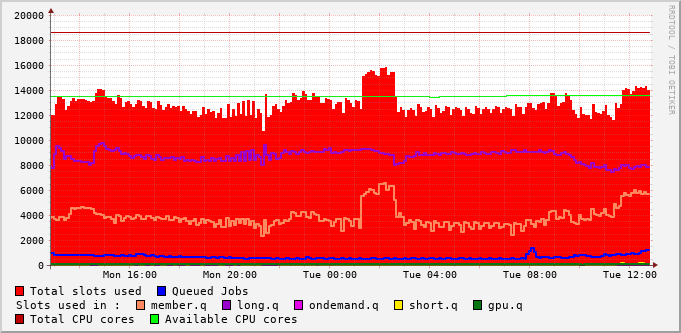 20000
18000
16000
14000
12000
10000
8000
6000
4000
2000
0
Mon 16:00 Mon 20:00 Tue 00:00 Tue 04:00 Tue 08:00 Tue 12:00
RRDTOOL / TOBI OETIKER
Total slots used Queued Jobs
Slots used in : member.q long.q ondemand.q short.q gpu.q
Total CPU cores Available CPU cores